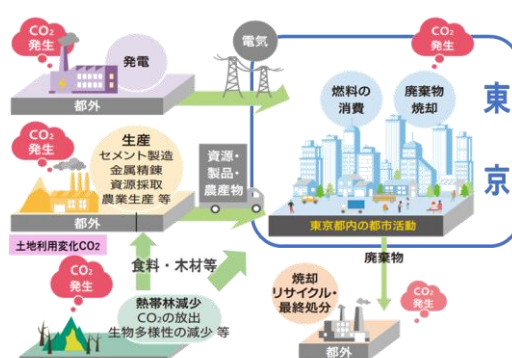 CO₂
発生
発電
都外
電気
CO₂
発生
燃料の
消費
廃棄物
焼却
東
京
CO₂
発生
生産
セメント製造
金属精錬
資源採取
農業生産 等
都外
資源・
製品・
農産物
東京都内の都市活動
土地利用変化CO₂
食料・木材等
廃棄物
CO₂
発生
熱帯林減少
CO₂の放出
生物多様性の減少 等
焼却
リサイクル・
最終処分
都外
CO₂
発生